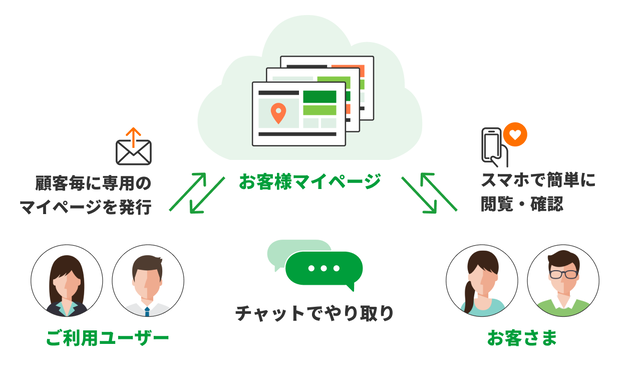 お客様マイページ
顧客毎に専用の
マイページを発行
スマホで簡単に
閲覧・確認
チャットでやり取り
ご利用ユーザー
お客さま